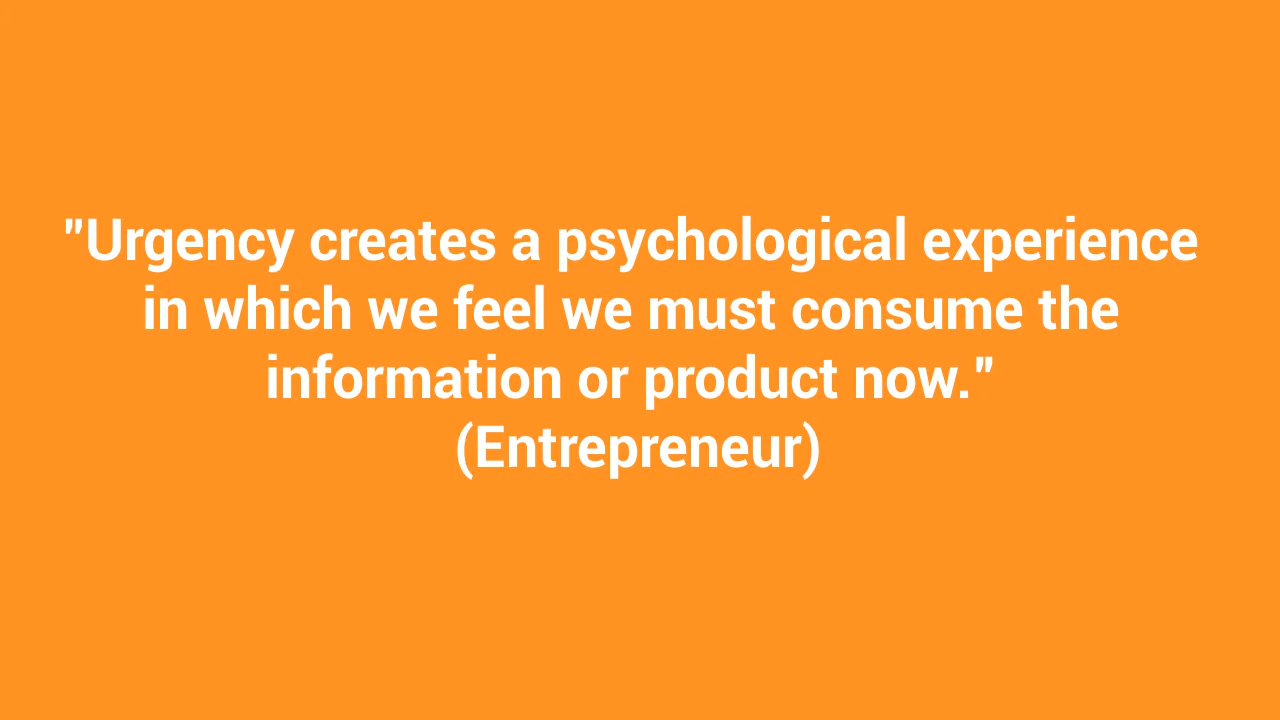 "Urgency creates a psychological experience
in which we feel we must consume the
information or product now."
(Entrepreneur)